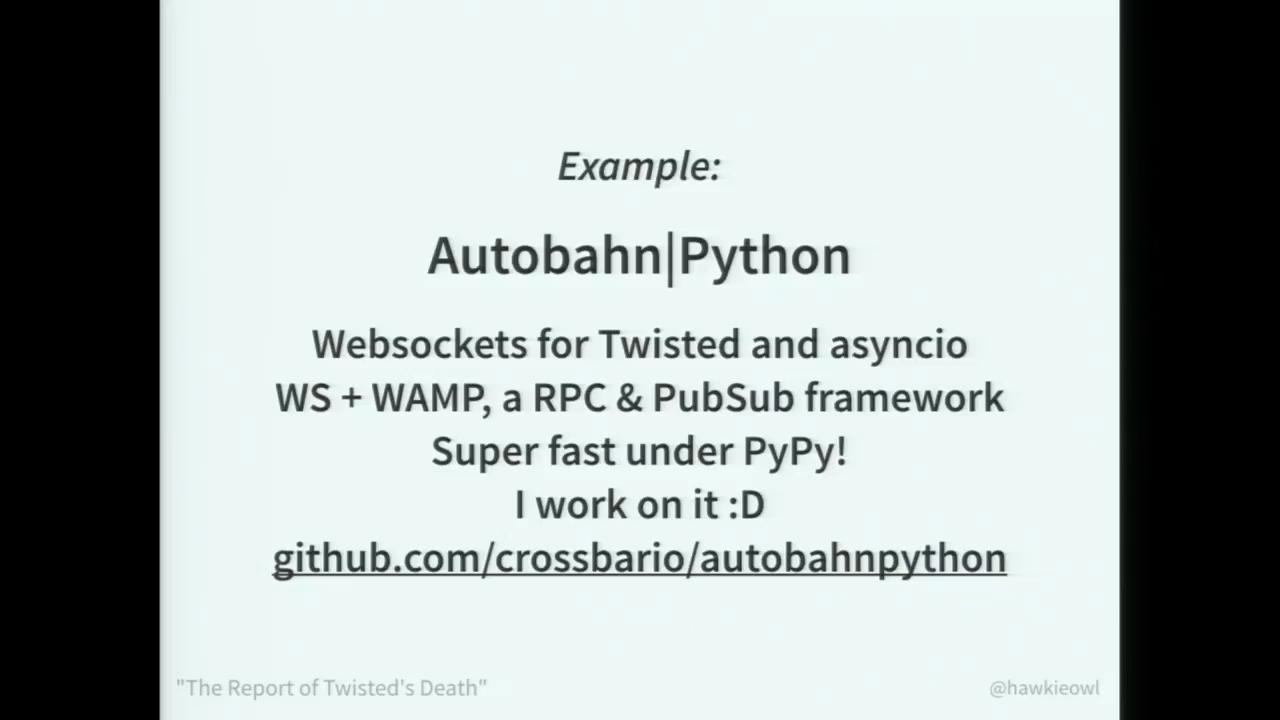 Example:
Autobahn|Python
Websockets for Twisted and asyncio
WS + WAMP, a RPC & PubSub framework
Super fast under PyPy!
I work on it :D
github.com/crossbario/autobahnpython
"The Report of Twisted's Death"
@hawkieowl